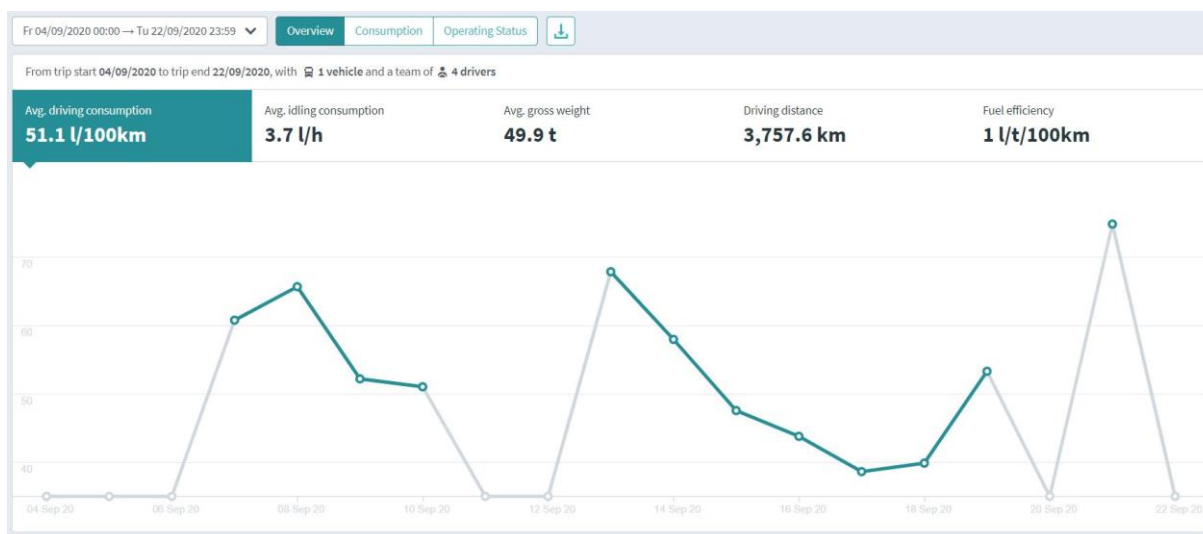 Fr 04/09/2020 00:00 → Tu 22/09/2020 23:59 Overview Consumption Operating Status
From trip start 04/09/2020 to trip end 22/09/2020, with 1 vehicle and a team of 4 drivers
Avg. driving consumption
51.1 l/100km
Avg. idling consumption
3.7 l/h
Avg. gross weight
49.9 t
Driving distance
3,757.6 km
Fuel efficiency
1 l/t/100km
70
60
50
40
04 Sep 20 06 Sep 20 08 Sep 20 10 Sep 20 12 Sep 20 14 Sep 20 16 Sep 20 18 Sep 20 20 Sep 20 22 Sep 20